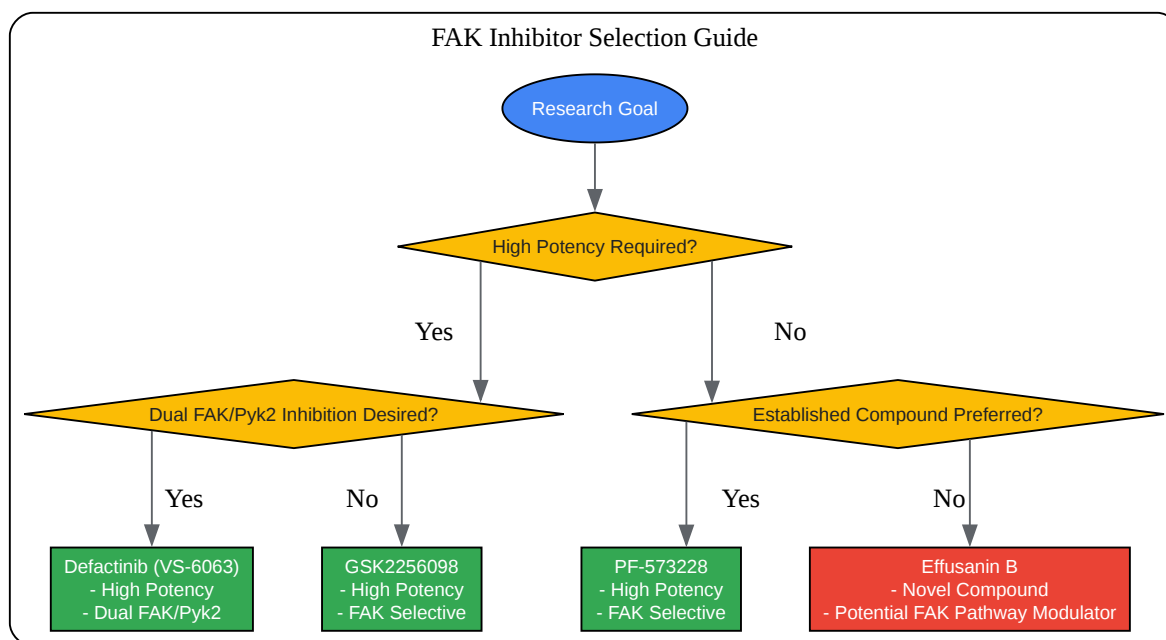 FAK Inhibitor Selection Guide
Research Goal
High Potency Required?
Yes
No
Dual FAK/Pyk2 Inhibition Desired?
Established Compound Preferred?
Yes
No
Yes
No
Defactinib (VS-6063)
- High Potency
- Dual FAK/Pyk2
GSK2256098
- High Potency
- FAK Selective
PF-573228
- High Potency
- FAK Selective
Effusanin B
- Novel Compound
- Potential FAK Pathway Modulator